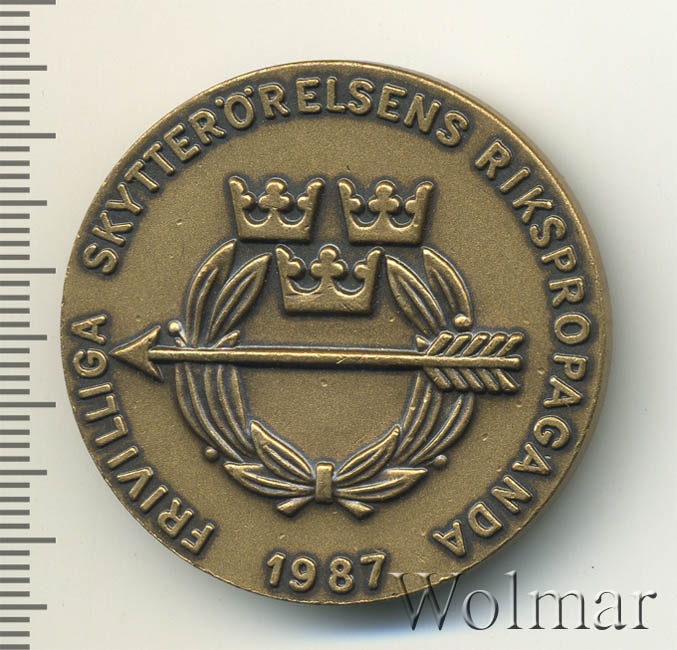 FRIVILLIGA SKYTTERÖRELSENS RIKSPROPAGANDA
1987
Wolmar